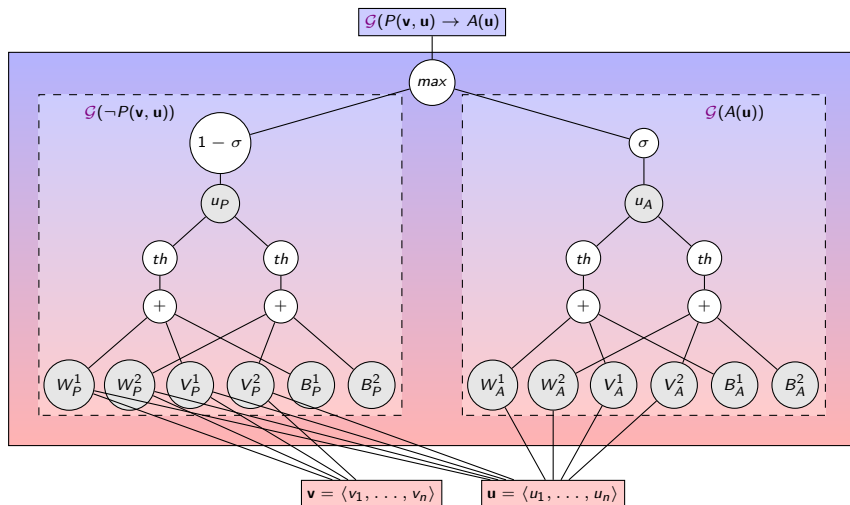 𝒢(P(v, u) → A(u)
max
𝒢(¬P(v, u))
𝒢(A(u))
1 − σ
σ
u_P
u_A
th th th th
+ + + +
W_P^1 W_P^2 V_P^1 V_P^2 B_P^1 B_P^2 W_A^1 W_A^2 V_A^1 V_A^2 B_A^1 B_A^2
v = ⟨v_1, . . . , v_n⟩ u = ⟨u_1, . . . , u_n⟩